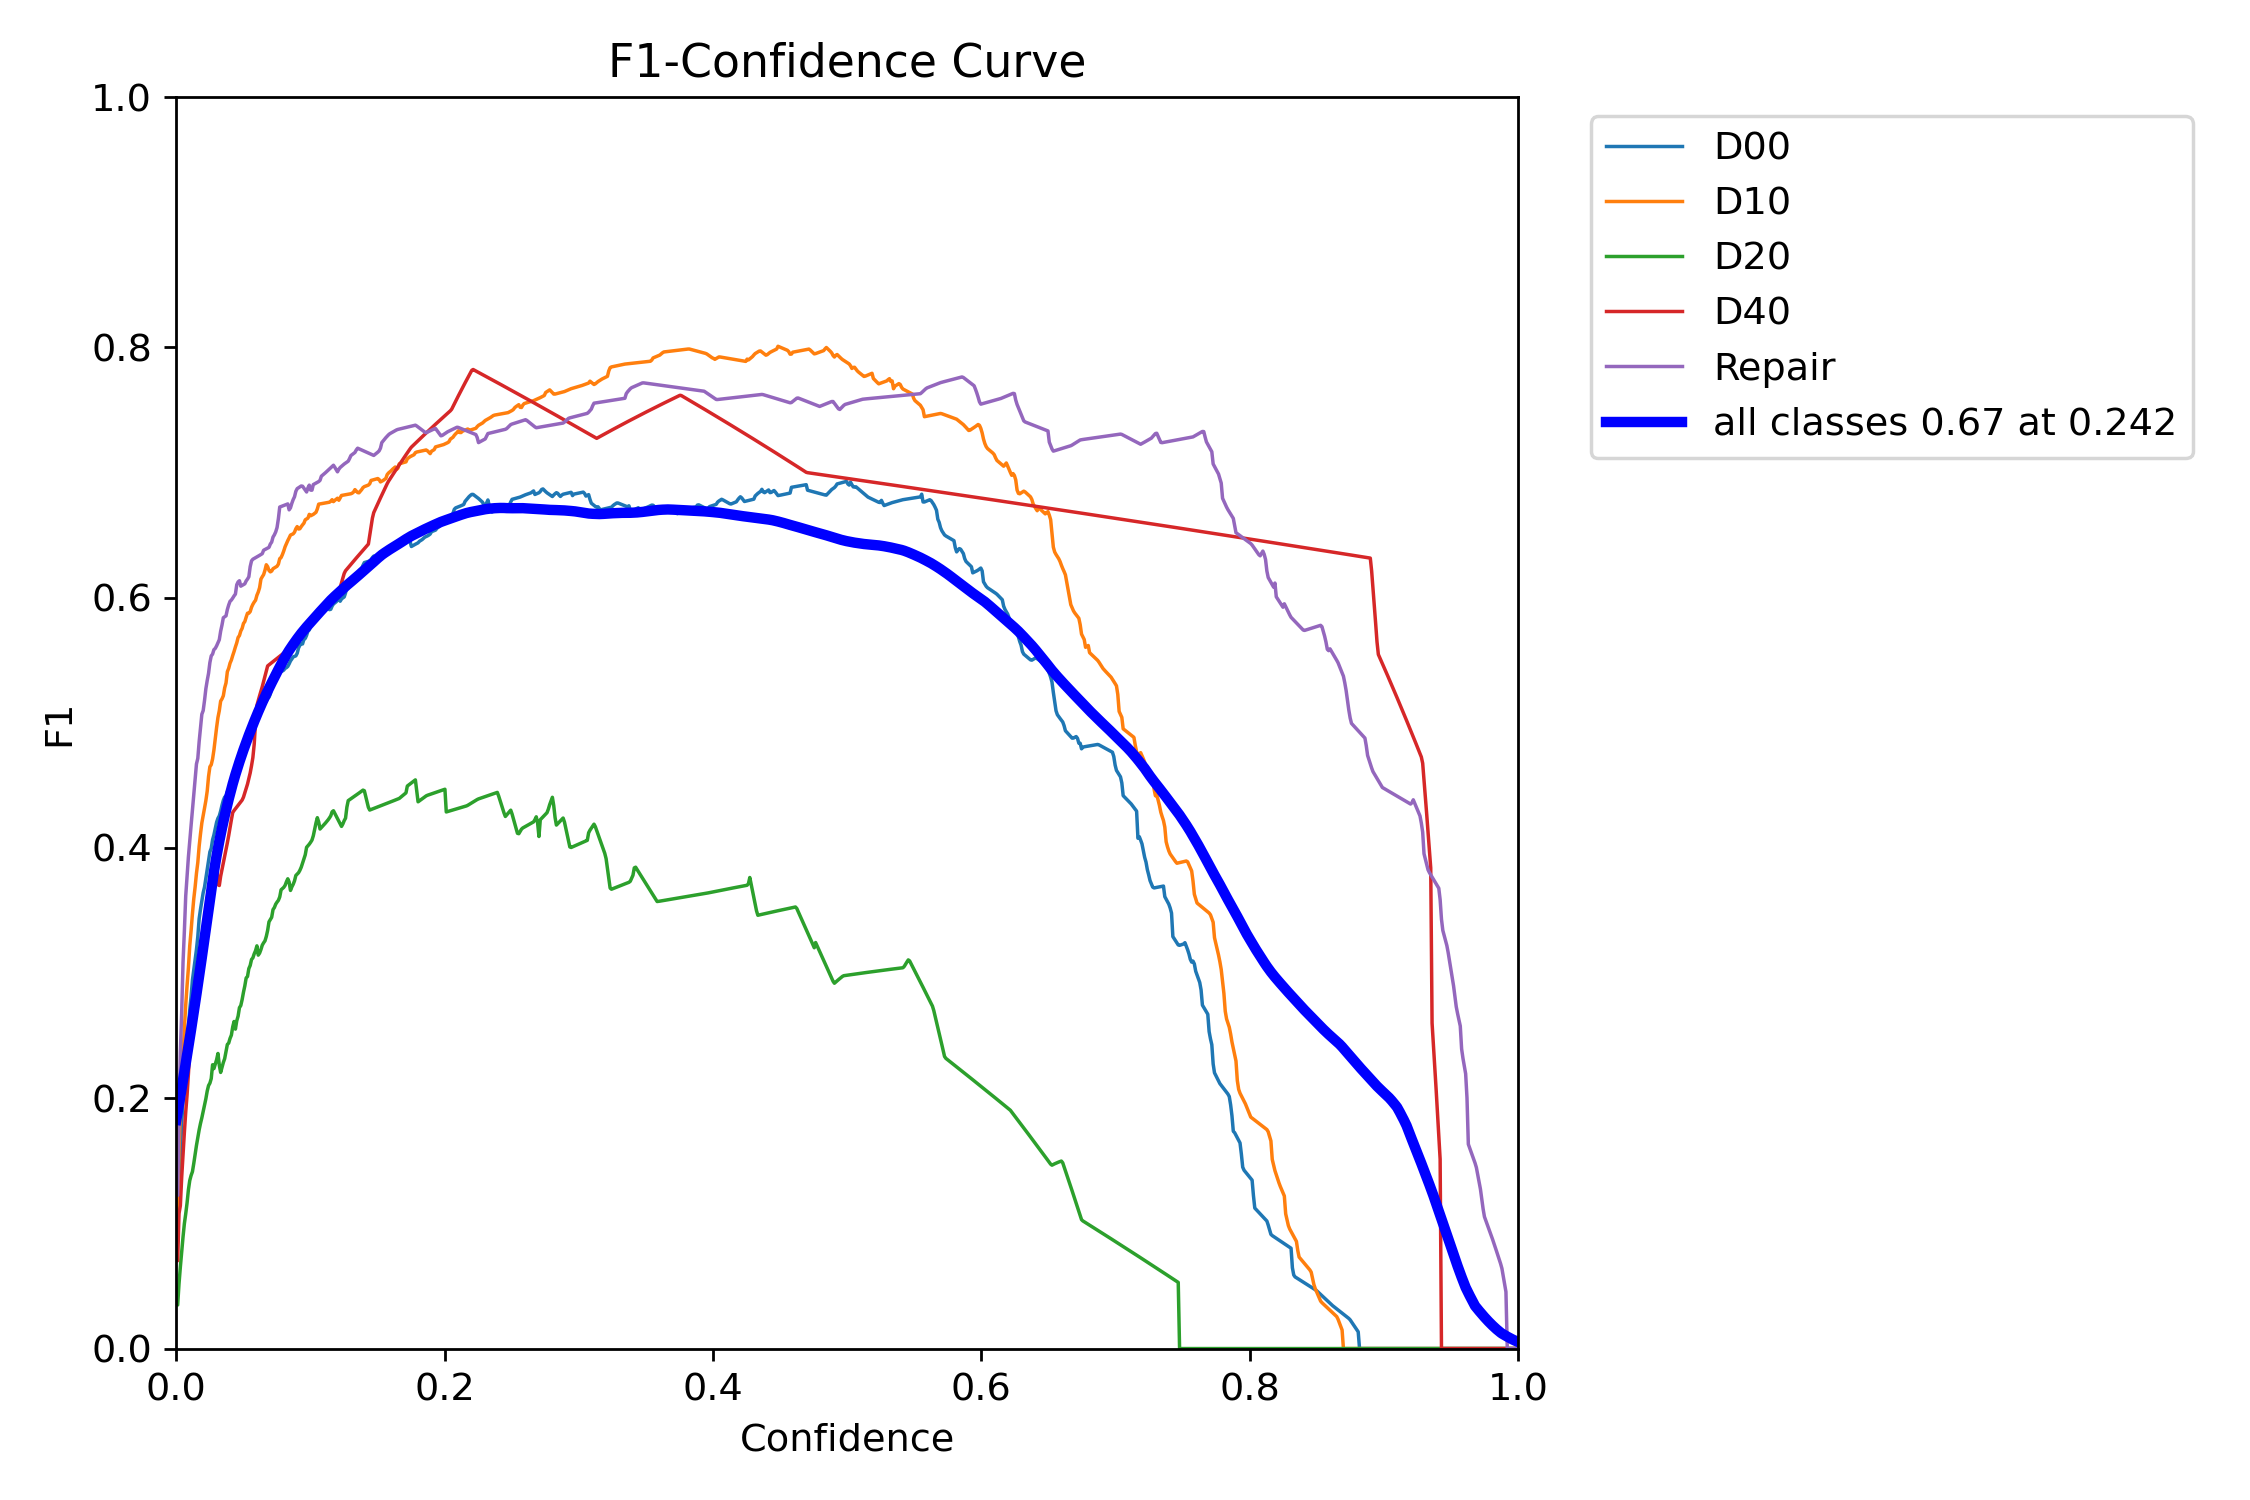 F1-Confidence Curve
1.0
0.8
0.6
0.4
0.2
0.0
F1
0.0 0.2 0.4 0.6 0.8 1.0
Confidence
D00
D10
D20
D40
Repair
all classes 0.67 at 0.242